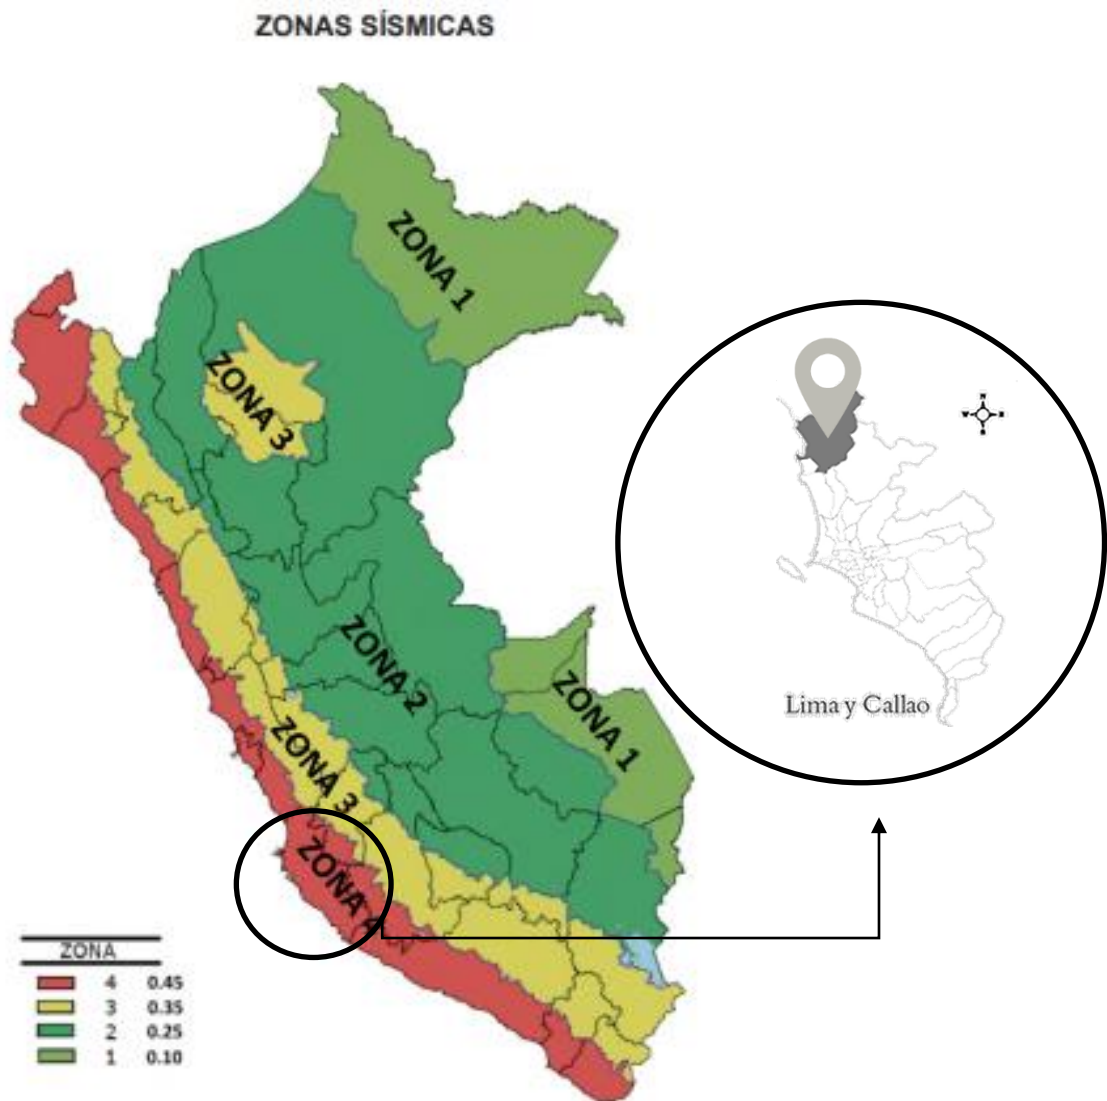 ZONAS SÍSMICAS
ZONA 1
ZONA 3
N
W
E
S
ZONA 2
ZONA 1
Lima y Callao
ZONA 3
ZONA 4
ZONA
4 0.45
3 0.35
2 0.25
1 0.10